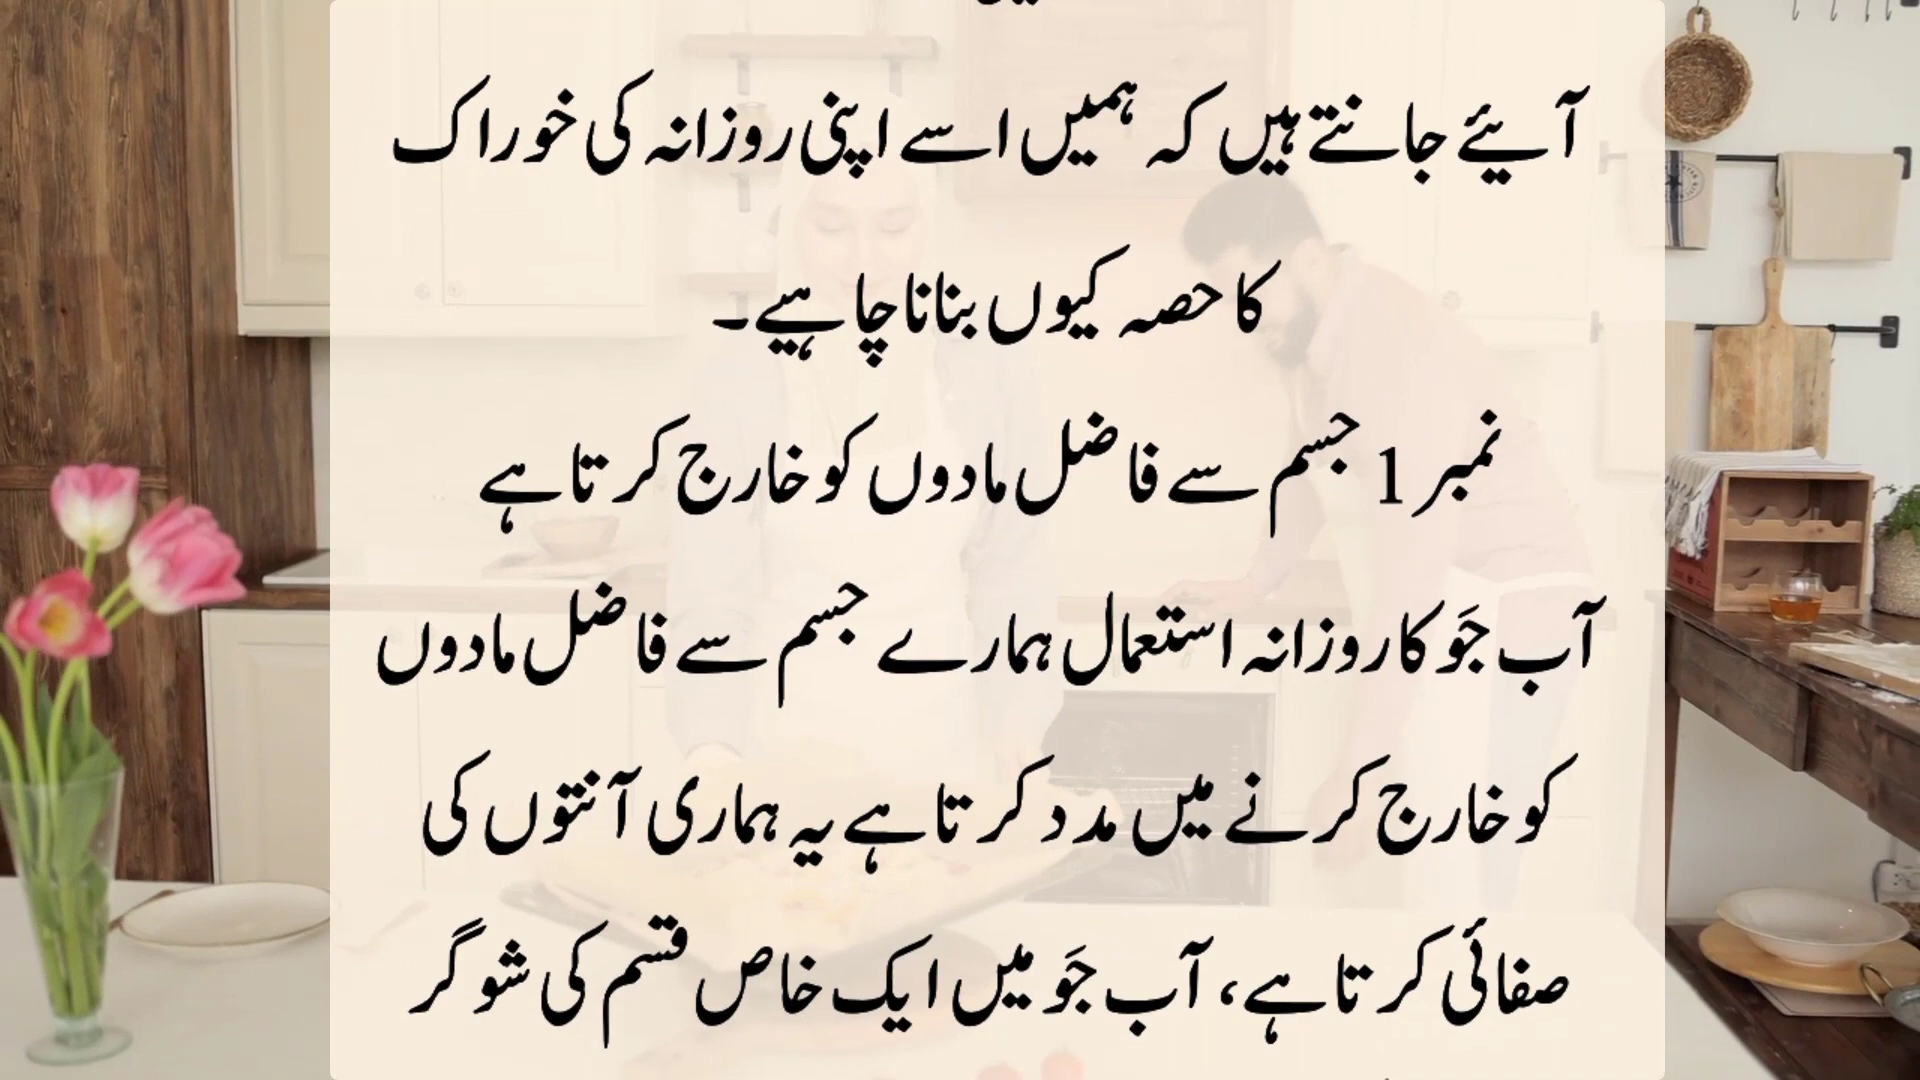 آیئے جانتے ہیں کہ ہمیں اسے اپنی روزانہ کی خوراک
کا حصہ کیوں بنانا چاہیے۔
نمبر 1 جسم سے فاضل مادوں کو خارج کرتا ہے
آب جَو کا روزانہ استعمال ہمارے جسم سے فاضل مادوں
کو خارج کرنے میں مدد کرتا ہے یہ ہماری آنتوں کی
صفائی کرتا ہے، آب جَو میں ایک خاص قسم کی شوگر